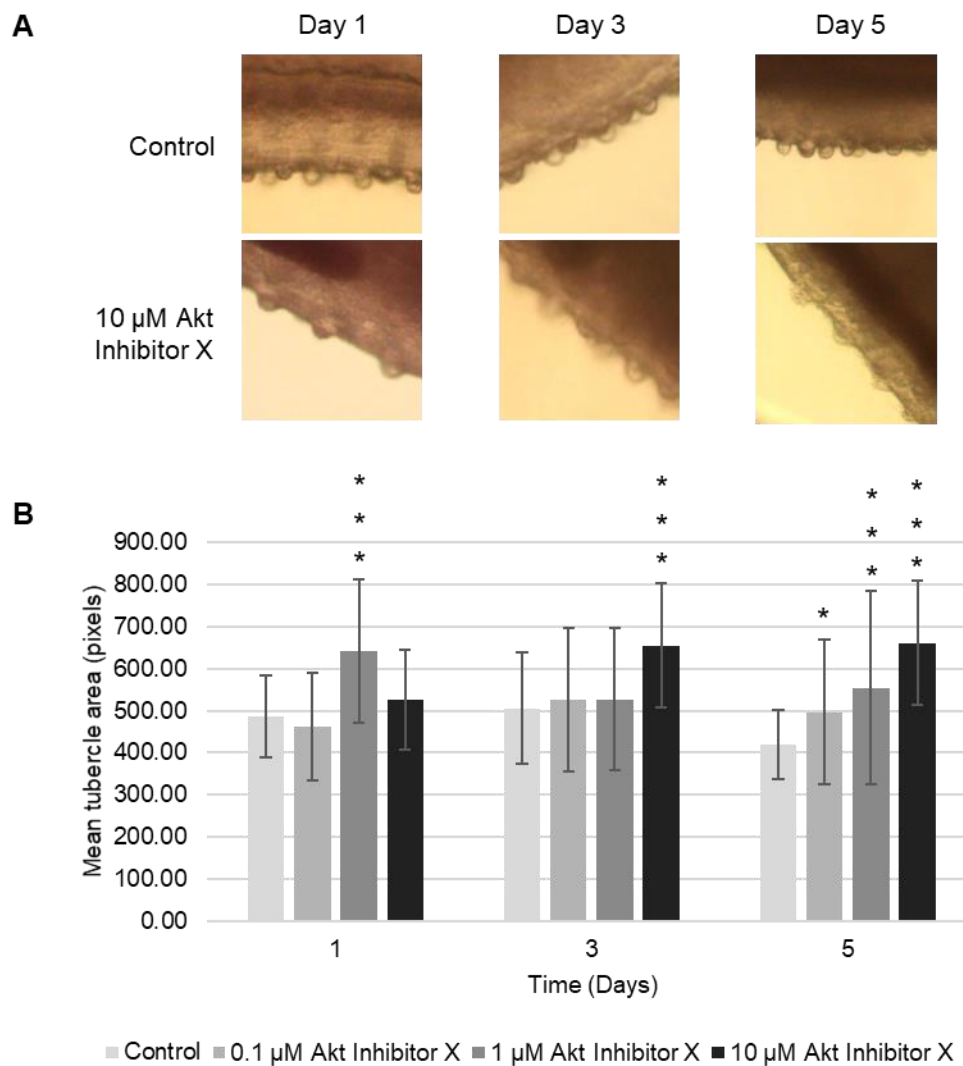 A
Day 1
Day 3
Day 5
Control
10 µM Akt
Inhibitor X
B
*
*
*
*
*
*
*
*
*
*
*
*
*
Mean tubercle area (pixels)
900.00
800.00
700.00
600.00
500.00
400.00
300.00
200.00
100.00
0.00
1
3
5
Time (Days)
Control
0.1 µM Akt Inhibitor X
1 µM Akt Inhibitor X
10 µM Akt Inhibitor X